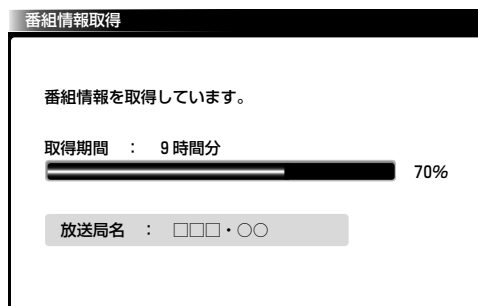 番組情報取得
番組情報を取得しています。
取得期間 : 9時間分
70%
放送局名 : □□□・○○